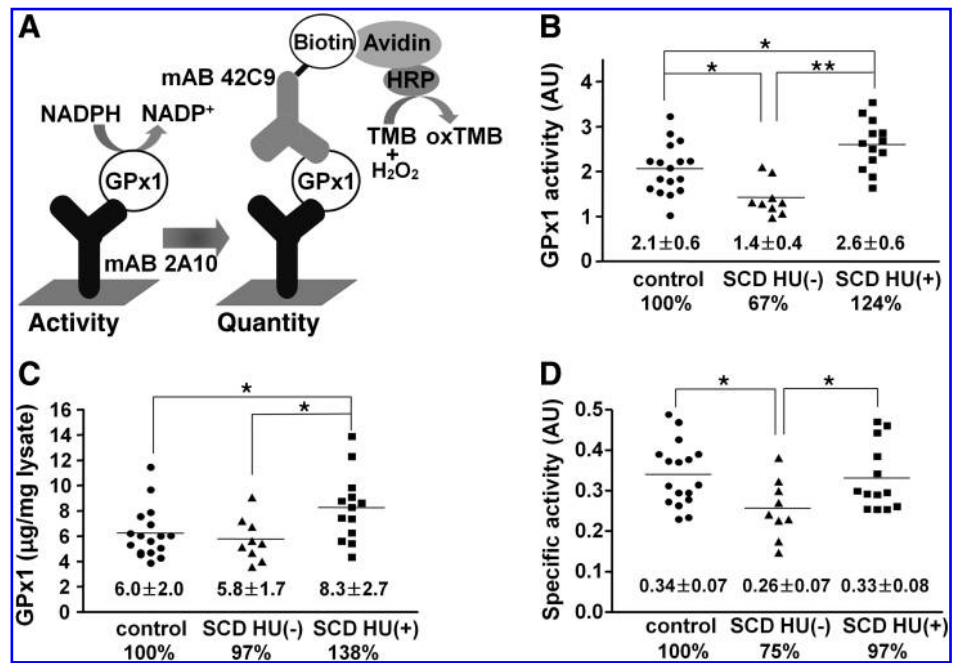 A
Biotin Avidin
mAB 42C9
HRP
NADPH NADP+
TMB oxTMB
+
H2O2
GPx1 GPx1
mAB 2A10
Activity Quantity
B
GPx1 activity (AU)
4
3
2
1
0
*
* **
2.1±0.6 1.4±0.4 2.6±0.6
control SCD HU(-) SCD HU(+)
100% 67% 124%
C
GPx1 (µg/mg lysate)
16
14
12
10
8
6
4
2
0
*
*
6.0±2.0 5.8±1.7 8.3±2.7
control SCD HU(-) SCD HU(+)
100% 97% 138%
D
Specific activity (AU)
0.5
0.4
0.3
0.2
0.1
0.0
* *
0.34±0.07 0.26±0.07 0.33±0.08
control SCD HU(-) SCD HU(+)
100% 75% 97%